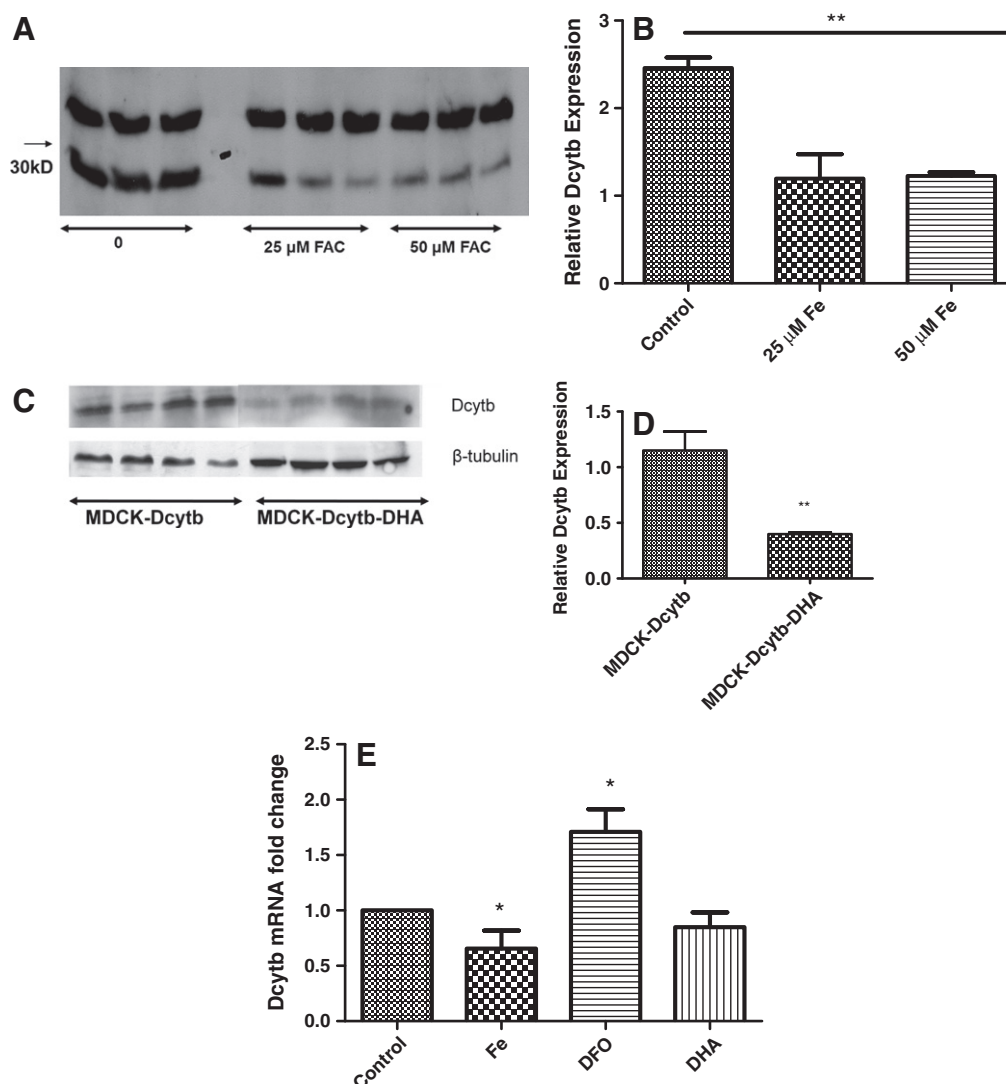 A
30kD
0
25 μM FAC
50 μM FAC
B
**
Relative Dcytb Expression
3
2
1
0
Control
25 μM Fe
50 μM Fe
C
Dcytb
β-tubulin
MDCK-Dcytb
MDCK-Dcytb-DHA
D
Relative Dcytb Expression
1.5
1.0
0.5
0.0
**
MDCK-Dcytb
MDCK-Dcytb-DHA
E
Dcytb mRNA fold change
2.5
2.0
1.5
1.0
0.5
0.0
*
*
Control
Fe
DFO
DHA